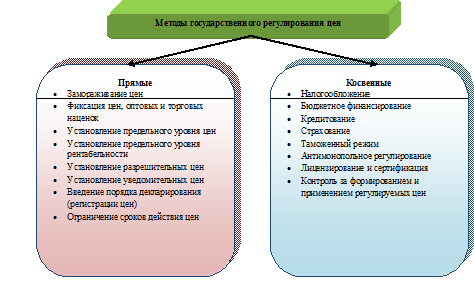 Методы государственного регулирования цен
Прямые
• Замораживание цен
• Фиксация цен, оптовых и торговых
наценок
• Установление предельного уровня цен
• Установление предельного уровня
рентабельности
• Установление разрешительных цен
• Установление уведомительных цен
• Введение порядка декларирования
(регистрации цен)
• Ограничение сроков действия цен
Косвенные
• Налогообложение
• Бюджетное финансирование
• Кредитование
• Страхование
• Таможенный режим
• Антимонопольное регулирование
• Лицензирование и сертификация
• Контроль за формированием и
применением регулируемых цен